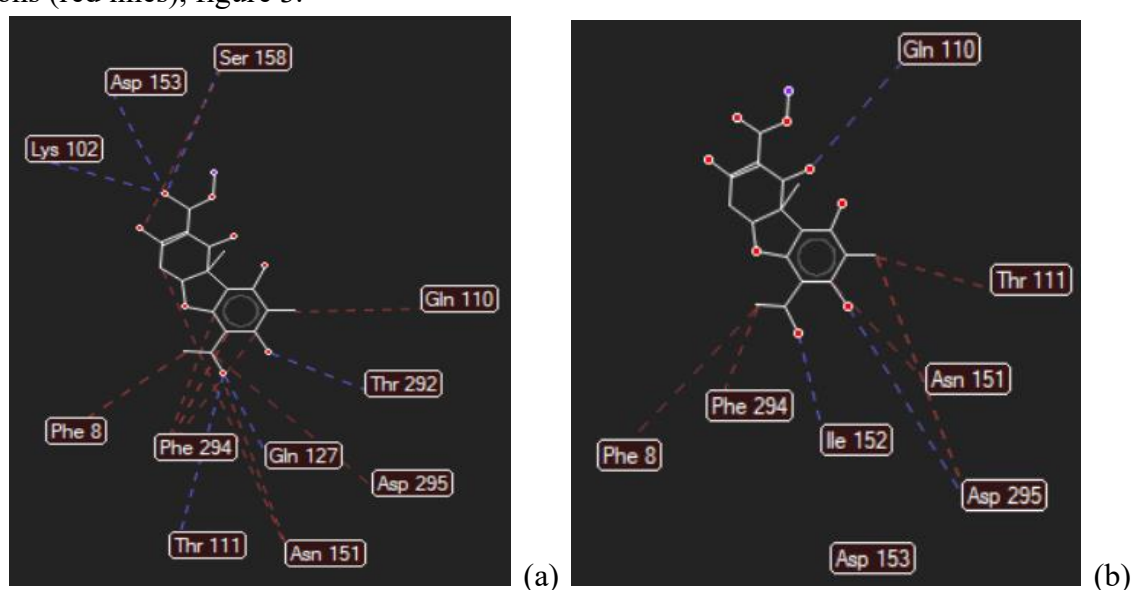 ons (red lines), figure 3.
Ser 158
Asp 153
Lys 102
Gln 110
Thr 292
Phe 8
Phe 294
Gln 127
Asp 295
Thr 111
Asn 151
(a)
Gln 110
Thr 111
Asn 151
Phe 294
Ile 152
Phe 8
Asp 295
Asp 153
(b)